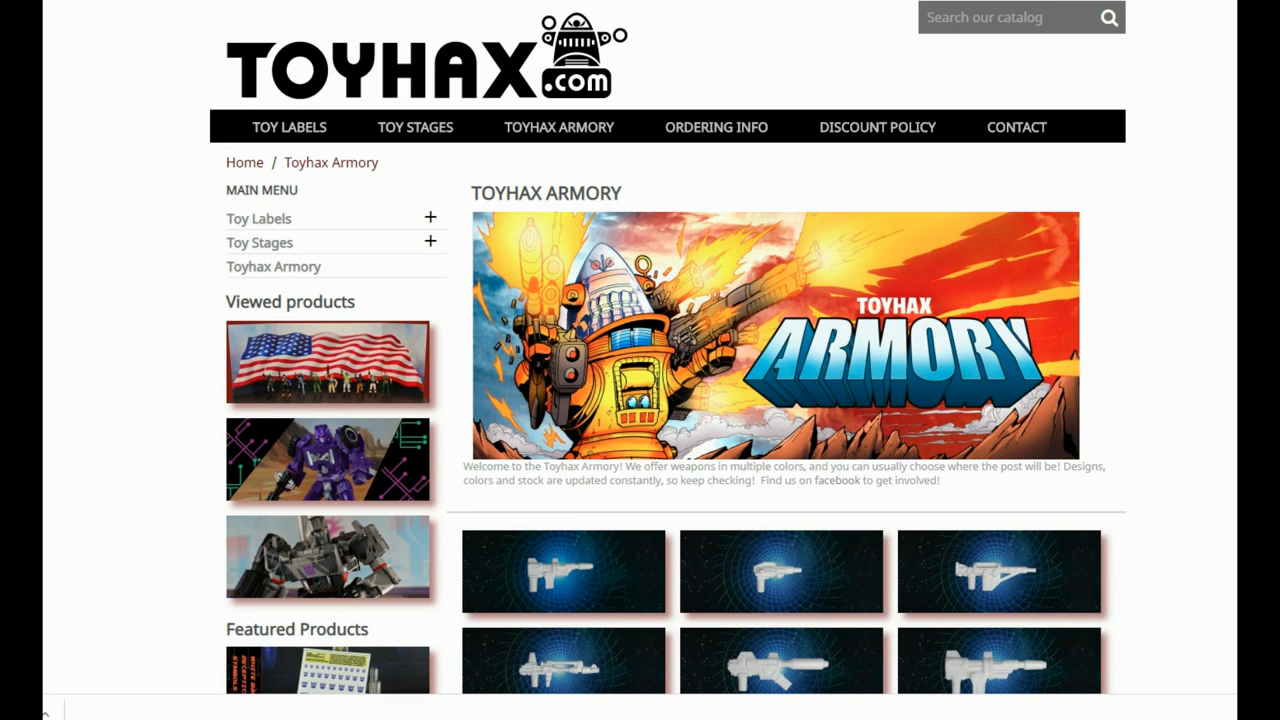 Search our catalog
TOYHAX
.com
TOY LABELS TOY STAGES TOYHAX ARMORY ORDERING INFO DISCOUNT POLICY CONTACT
Home / Toyhax Armory
MAIN MENU
Toy Labels +
Toy Stages +
Toyhax Armory
Viewed products
Featured Products
TOYHAX ARMORY
TOYHAX
ARMORY
Welcome to the Toyhax Armory! We offer weapons in multiple colors, and you can usually choose where the post will be! Designs,
colors and stock are updated constantly, so keep checking! Find us on facebook to get involved!